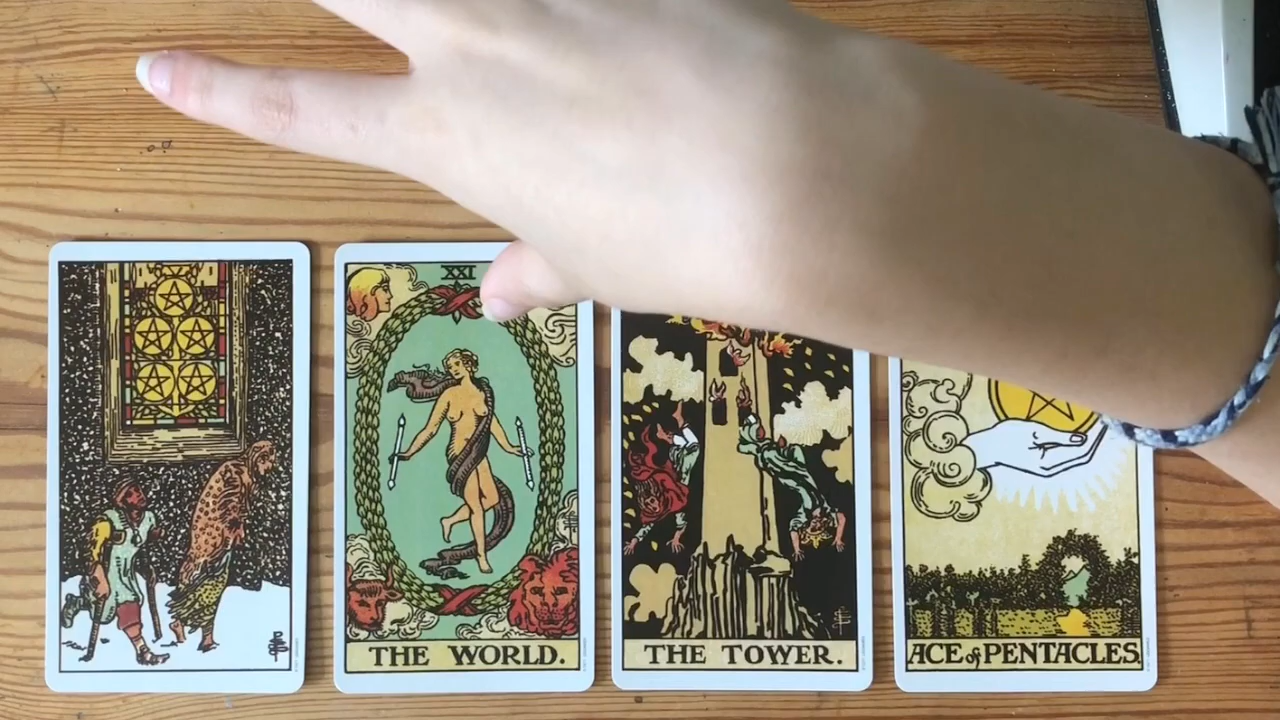 XXI
THE WORLD.
THE TOWER.
ACE of PENTACLES.